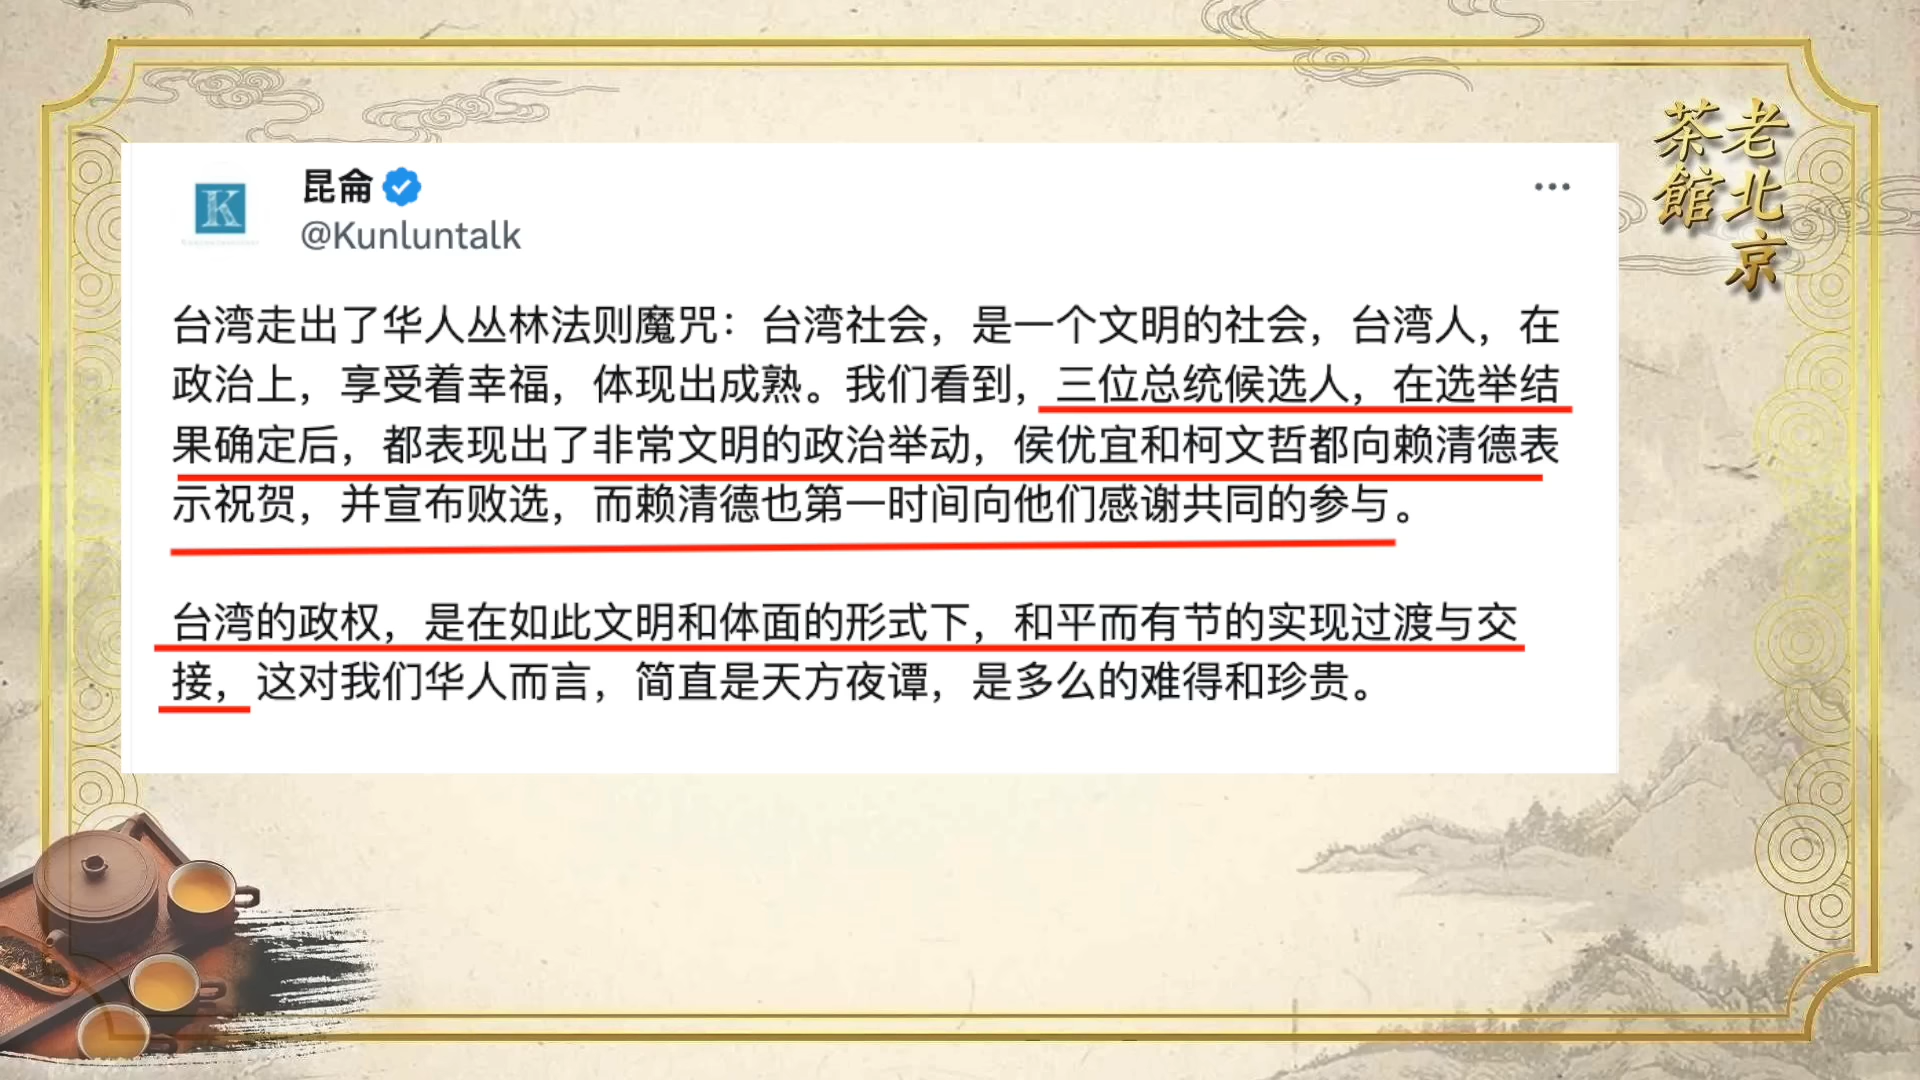 老北京
茶館
K
昆侖
@Kunluntalk
台湾走出了华人丛林法则魔咒：台湾社会，是一个文明的社会，台湾人，在
政治上，享受着幸福，体现出成熟。我们看到，三位总统候选人，在选举结
果确定后，都表现出了非常文明的政治举动，侯优宜和柯文哲都向赖清德表
示祝贺，并宣布败选，而赖清德也第一时间向他们感谢共同的参与。
台湾的政权，是在如此文明和体面的形式下，和平而有节的实现过渡与交
接，这对我们华人而言，简直是天方夜谭，是多么的难得和珍贵。